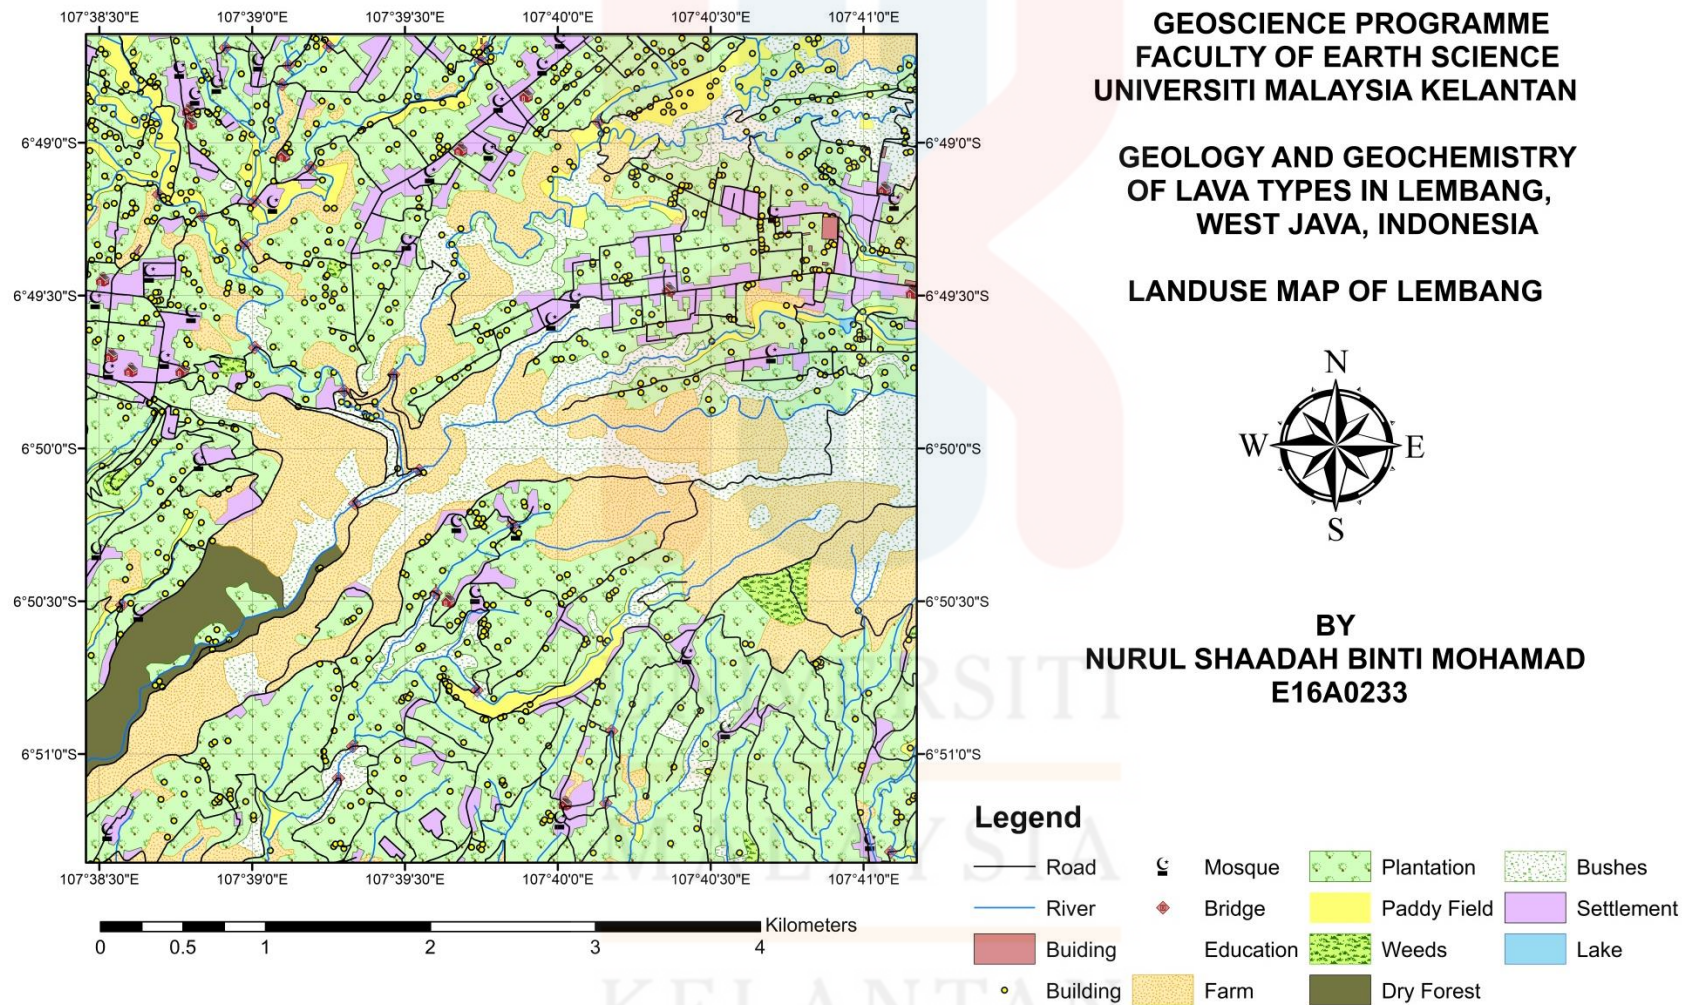 107°38'30"E 107°39'0"E 107°39'30"E 107°40'0"E 107°40'30"E 107°41'0"E
6°49'0"S 6°49'0"S
6°49'30"S 6°49'30"S
6°50'0"S 6°50'0"S
6°50'30"S 6°50'30"S
6°51'0"S 6°51'0"S
107°38'30"E 107°39'0"E 107°39'30"E 107°40'0"E 107°40'30"E 107°41'0"E
Kilometers
0 0.5 1 2 3 4
GEOSCIENCE PROGRAMME
FACULTY OF EARTH SCIENCE
UNIVERSITI MALAYSIA KELANTAN
GEOLOGY AND GEOCHEMISTRY
OF LAVA TYPES IN LEMBANG,
WEST JAVA, INDONESIA
LANDUSE MAP OF LEMBANG
N
W E
S
BY
NURUL SHAADAH BINTI MOHAMAD
E16A0233
UNIVERSITI
MALAYSIA
KELANTAN
Legend
Road Mosque Plantation Bushes
River Bridge Paddy Field Settlement
Buiding Education Weeds Lake
Building Farm Dry Forest